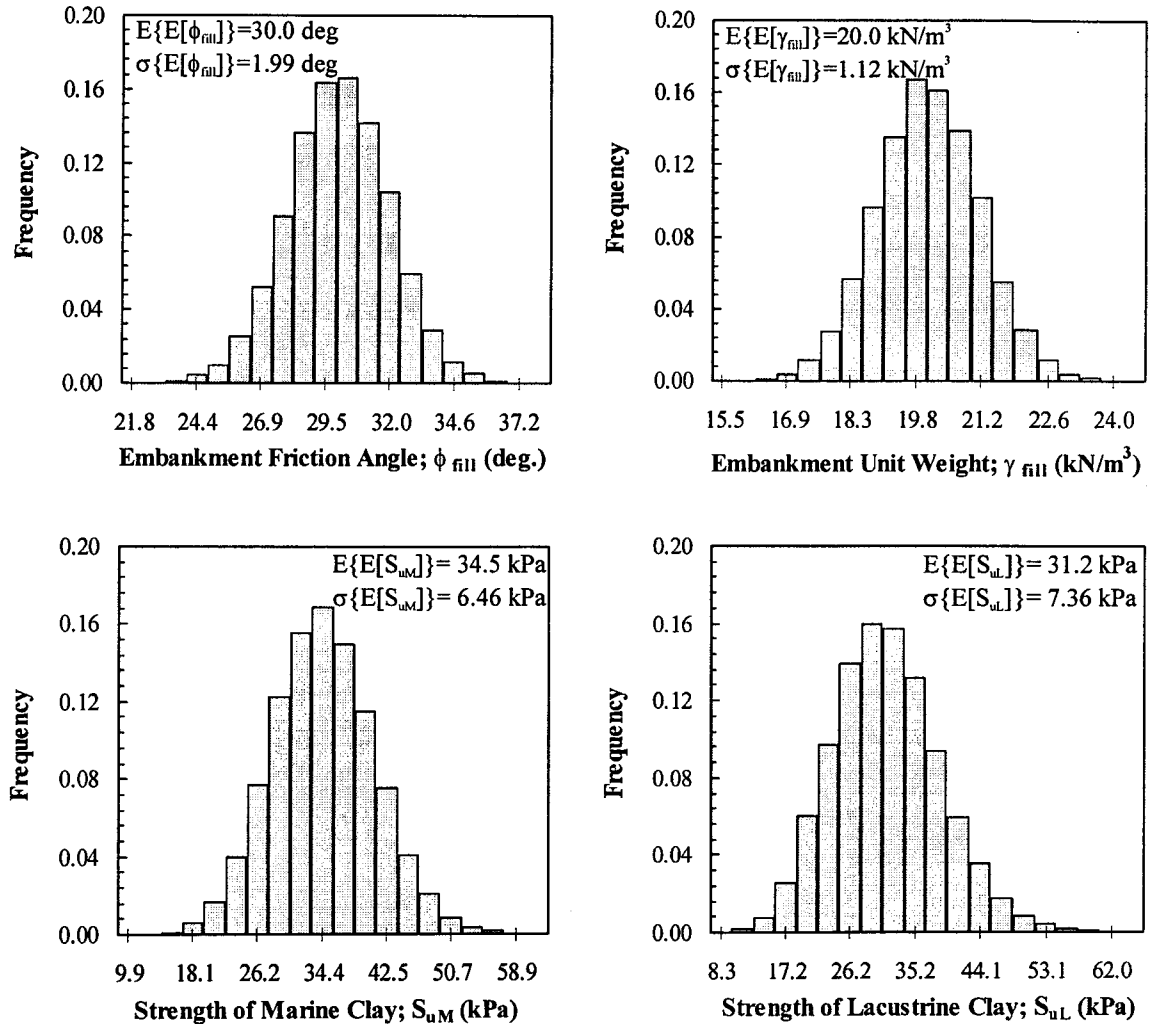 E{E[ϕfill]}=30.0 deg
σ{E[ϕfill]}=1.99 deg
0.20
0.16
0.12
0.08
0.04
0.00
Frequency
21.8 24.4 26.9 29.5 32.0 34.6 37.2
Embankment Friction Angle; ϕ fill (deg.)
E{E[γfill]}=20.0 kN/m³
σ{E[γfill]}=1.12 kN/m³
0.20
0.16
0.12
0.08
0.04
0.00
Frequency
15.5 16.9 18.3 19.8 21.2 22.6 24.0
Embankment Unit Weight; γ fill (kN/m³)
E{E[SuM]}= 34.5 kPa
σ{E[SuM]}= 6.46 kPa
0.20
0.16
0.12
0.08
0.04
0.00
Frequency
9.9 18.1 26.2 34.4 42.5 50.7 58.9
Strength of Marine Clay; SuM (kPa)
E{E[SuL]}= 31.2 kPa
σ{E[SuL]}= 7.36 kPa
0.20
0.16
0.12
0.08
0.04
0.00
Frequency
8.3 17.2 26.2 35.2 44.1 53.1 62.0
Strength of Lacustrine Clay; SuL (kPa)